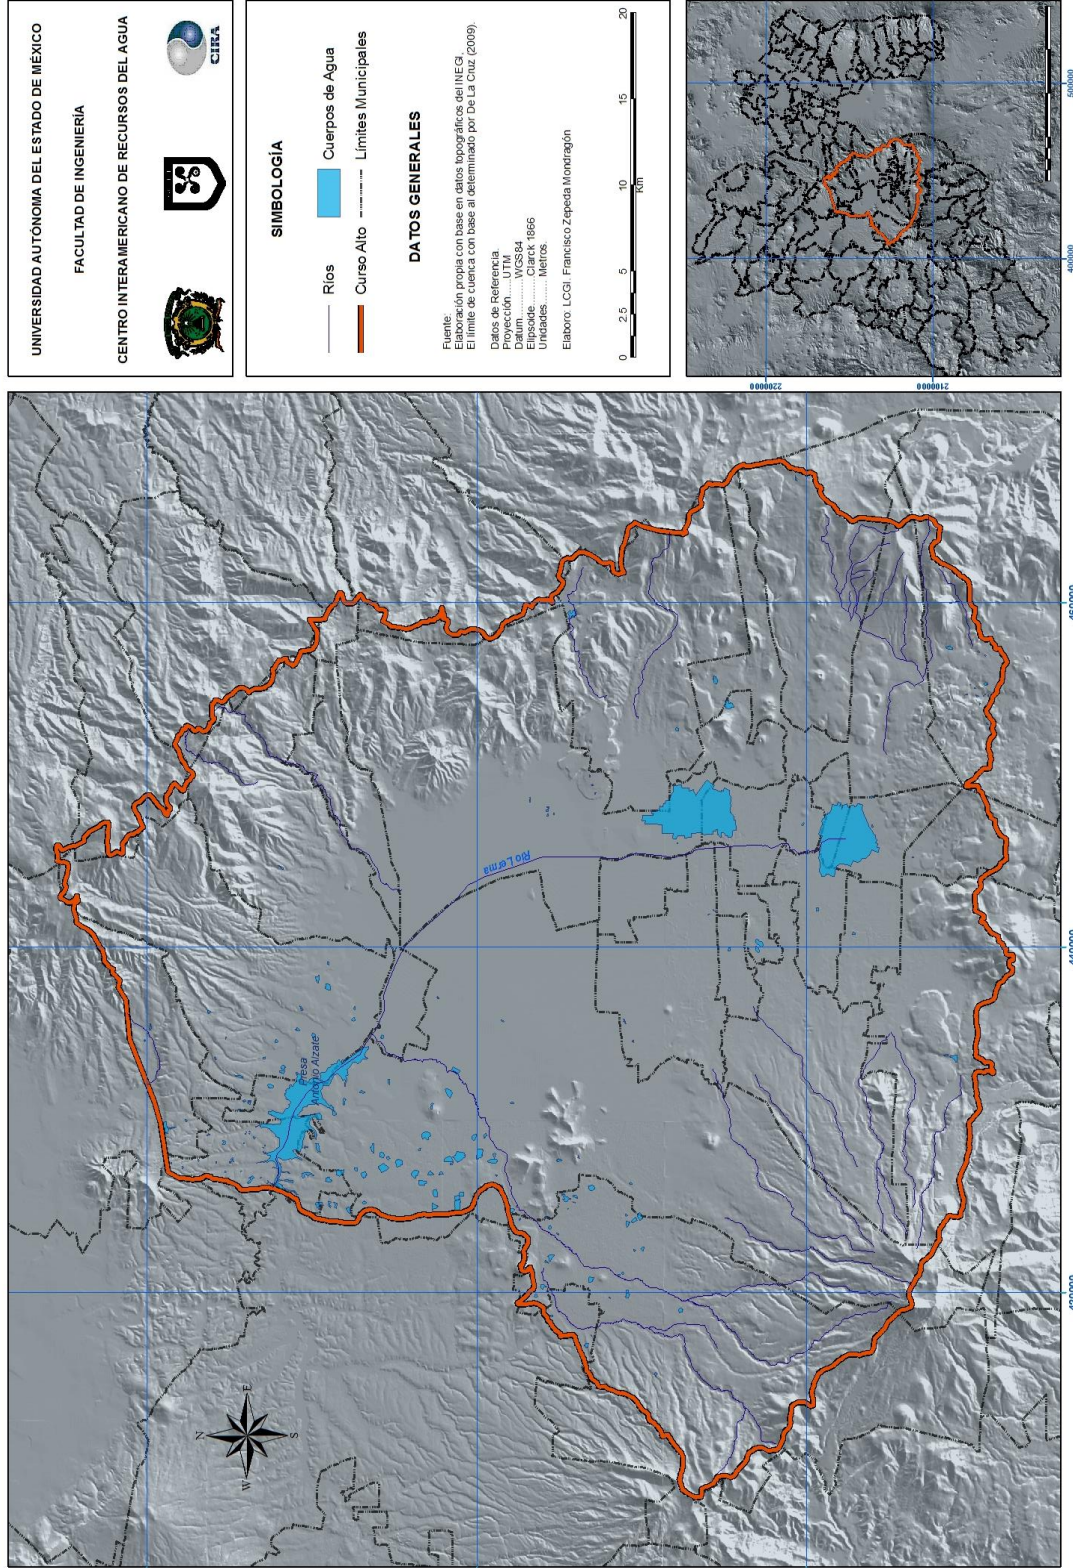 UNIVERSIDAD AUTÓNOMA DEL ESTADO DE MÉXICO
FACULTAD DE INGENIERÍA
CENTRO INTERAMERICANO DE RECURSOS DEL AGUA
CIRA
SIMBOLOGÍA
Ríos
Cuerpos de Agua
Curso Alto
Límites Municipales
DATOS GENERALES
Fuente:
Elaboración propia con base en datos topográficos del INEGI.
El límite de cuenca con base al determinado por De La Cruz (2009).
Datos de Referencia.
Proyección......UTM
Datum..............WGS84
Elipsoide..........Clarck 1866
Unidades..........Metros.
Elaboro: LCGI. Francisco Zepeda Mondragón
0 2.5 5 10 15 20
Km
2200000
2100000
400000
500000
N
W E
S
Presa
Antonio Alzate
Río Lerma
420000
440000
460000